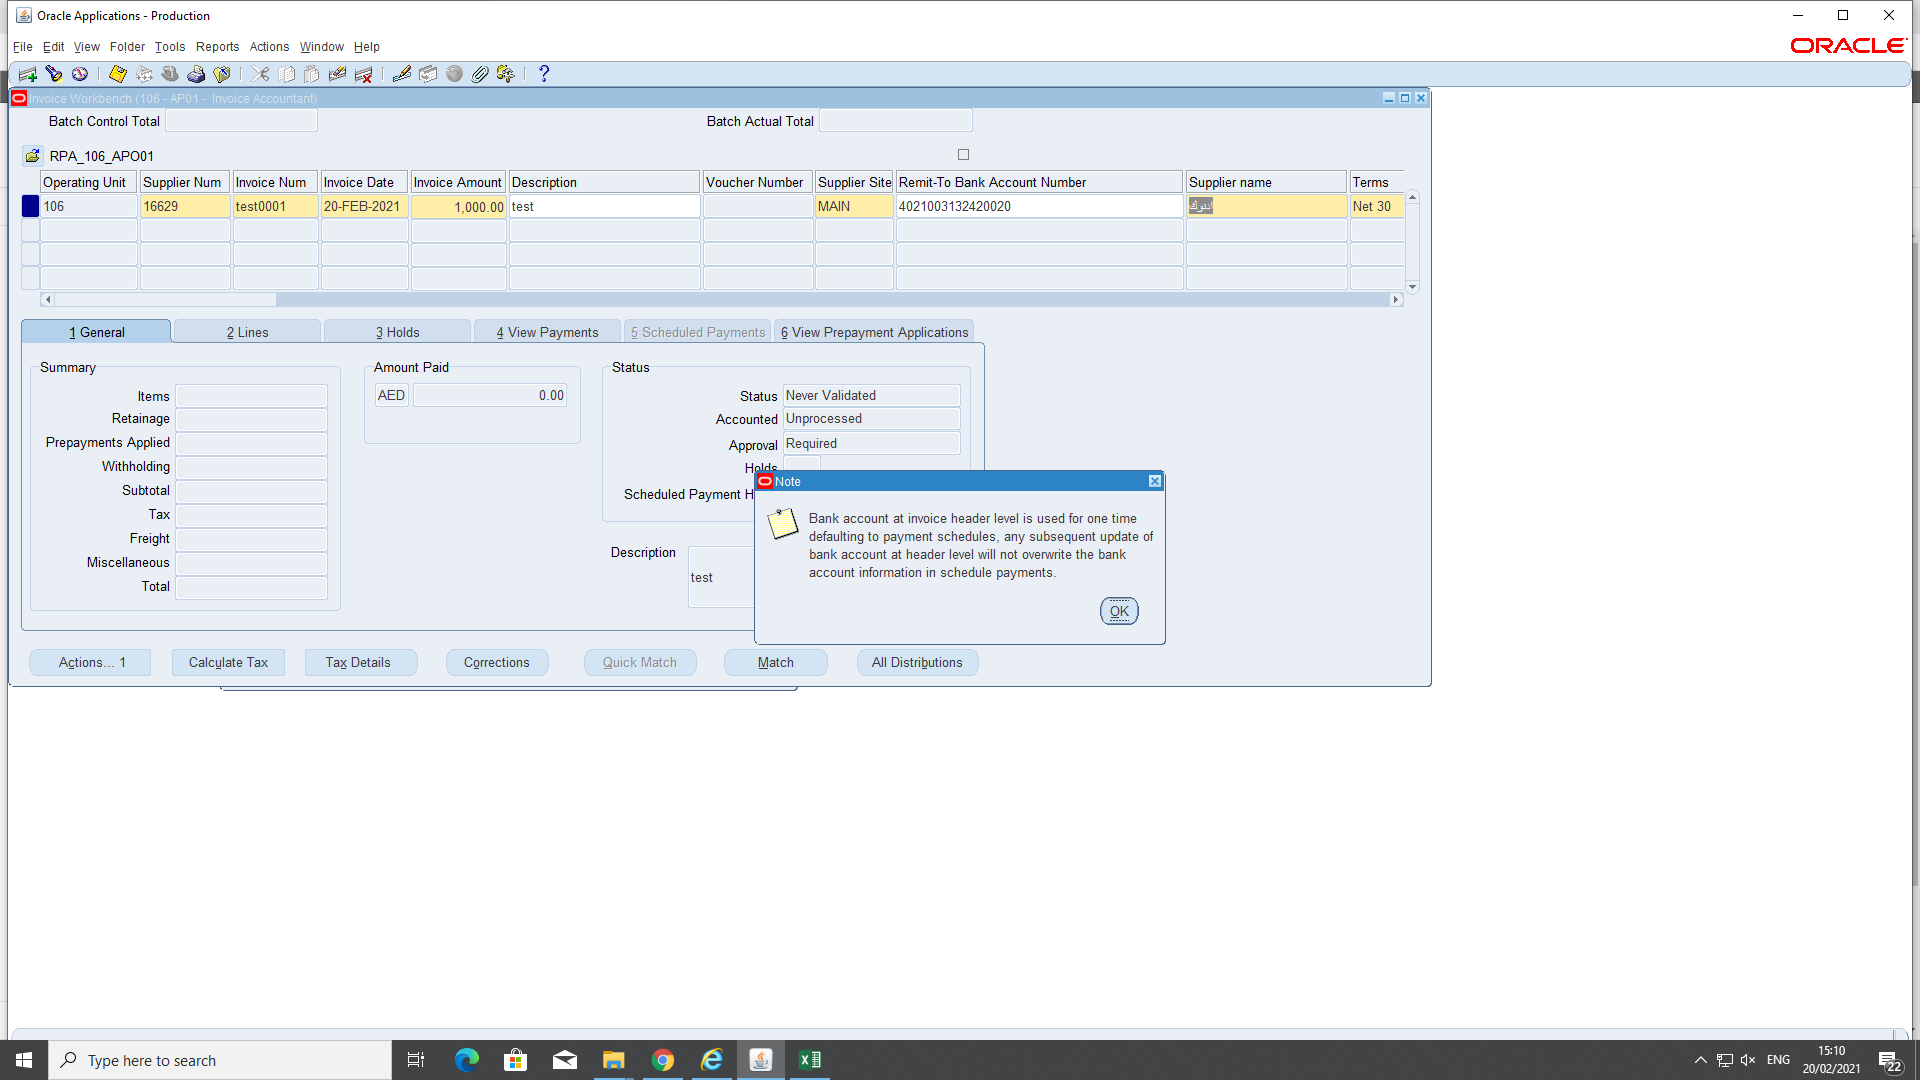 Oracle Applications - Production
File Edit View Folder Tools Reports Actions Window Help
ORACLE
Invoice Workbench (106 - AP01 - Invoice Accountant)
Batch Control Total
Batch Actual Total
RPA_106_APO01
Operating Unit Supplier Num Invoice Num Invoice Date Invoice Amount Description Voucher Number Supplier Site Remit-To Bank Account Number Supplier name Terms
106 16629 test0001 20-FEB-2021 1,000.00 test MAIN 4021003132420020 ادنوك Net 30
1 General 2 Lines 3 Holds 4 View Payments 5 Scheduled Payments 6 View Prepayment Applications
Summary
Items
Retainage
Prepayments Applied
Withholding
Subtotal
Tax
Freight
Miscellaneous
Total
Amount Paid
AED 0.00
Status
Status Never Validated
Accounted Unprocessed
Approval Required
Holds
Scheduled Payment H
Description
test
Note
Bank account at invoice header level is used for one time
defaulting to payment schedules, any subsequent update of
bank account at header level will not overwrite the bank
account information in schedule payments.
OK
Actions... 1 Calculate Tax Tax Details Corrections Quick Match Match All Distributions
Type here to search
ENG
15:10
20/02/2021
22